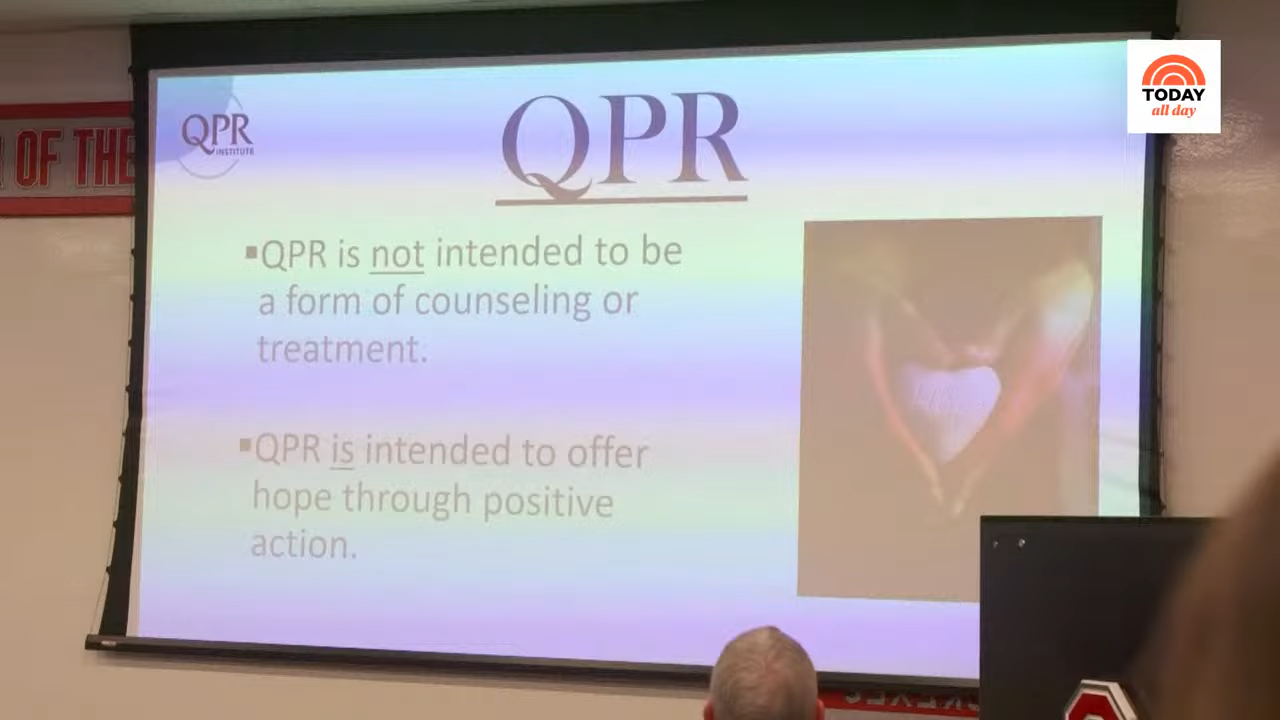 TODAY
all day
OF THE
QPR
INSTITUTE
QPR
▪QPR is not intended to be
a form of counseling or
treatment.
▪QPR is intended to offer
hope through positive
action.